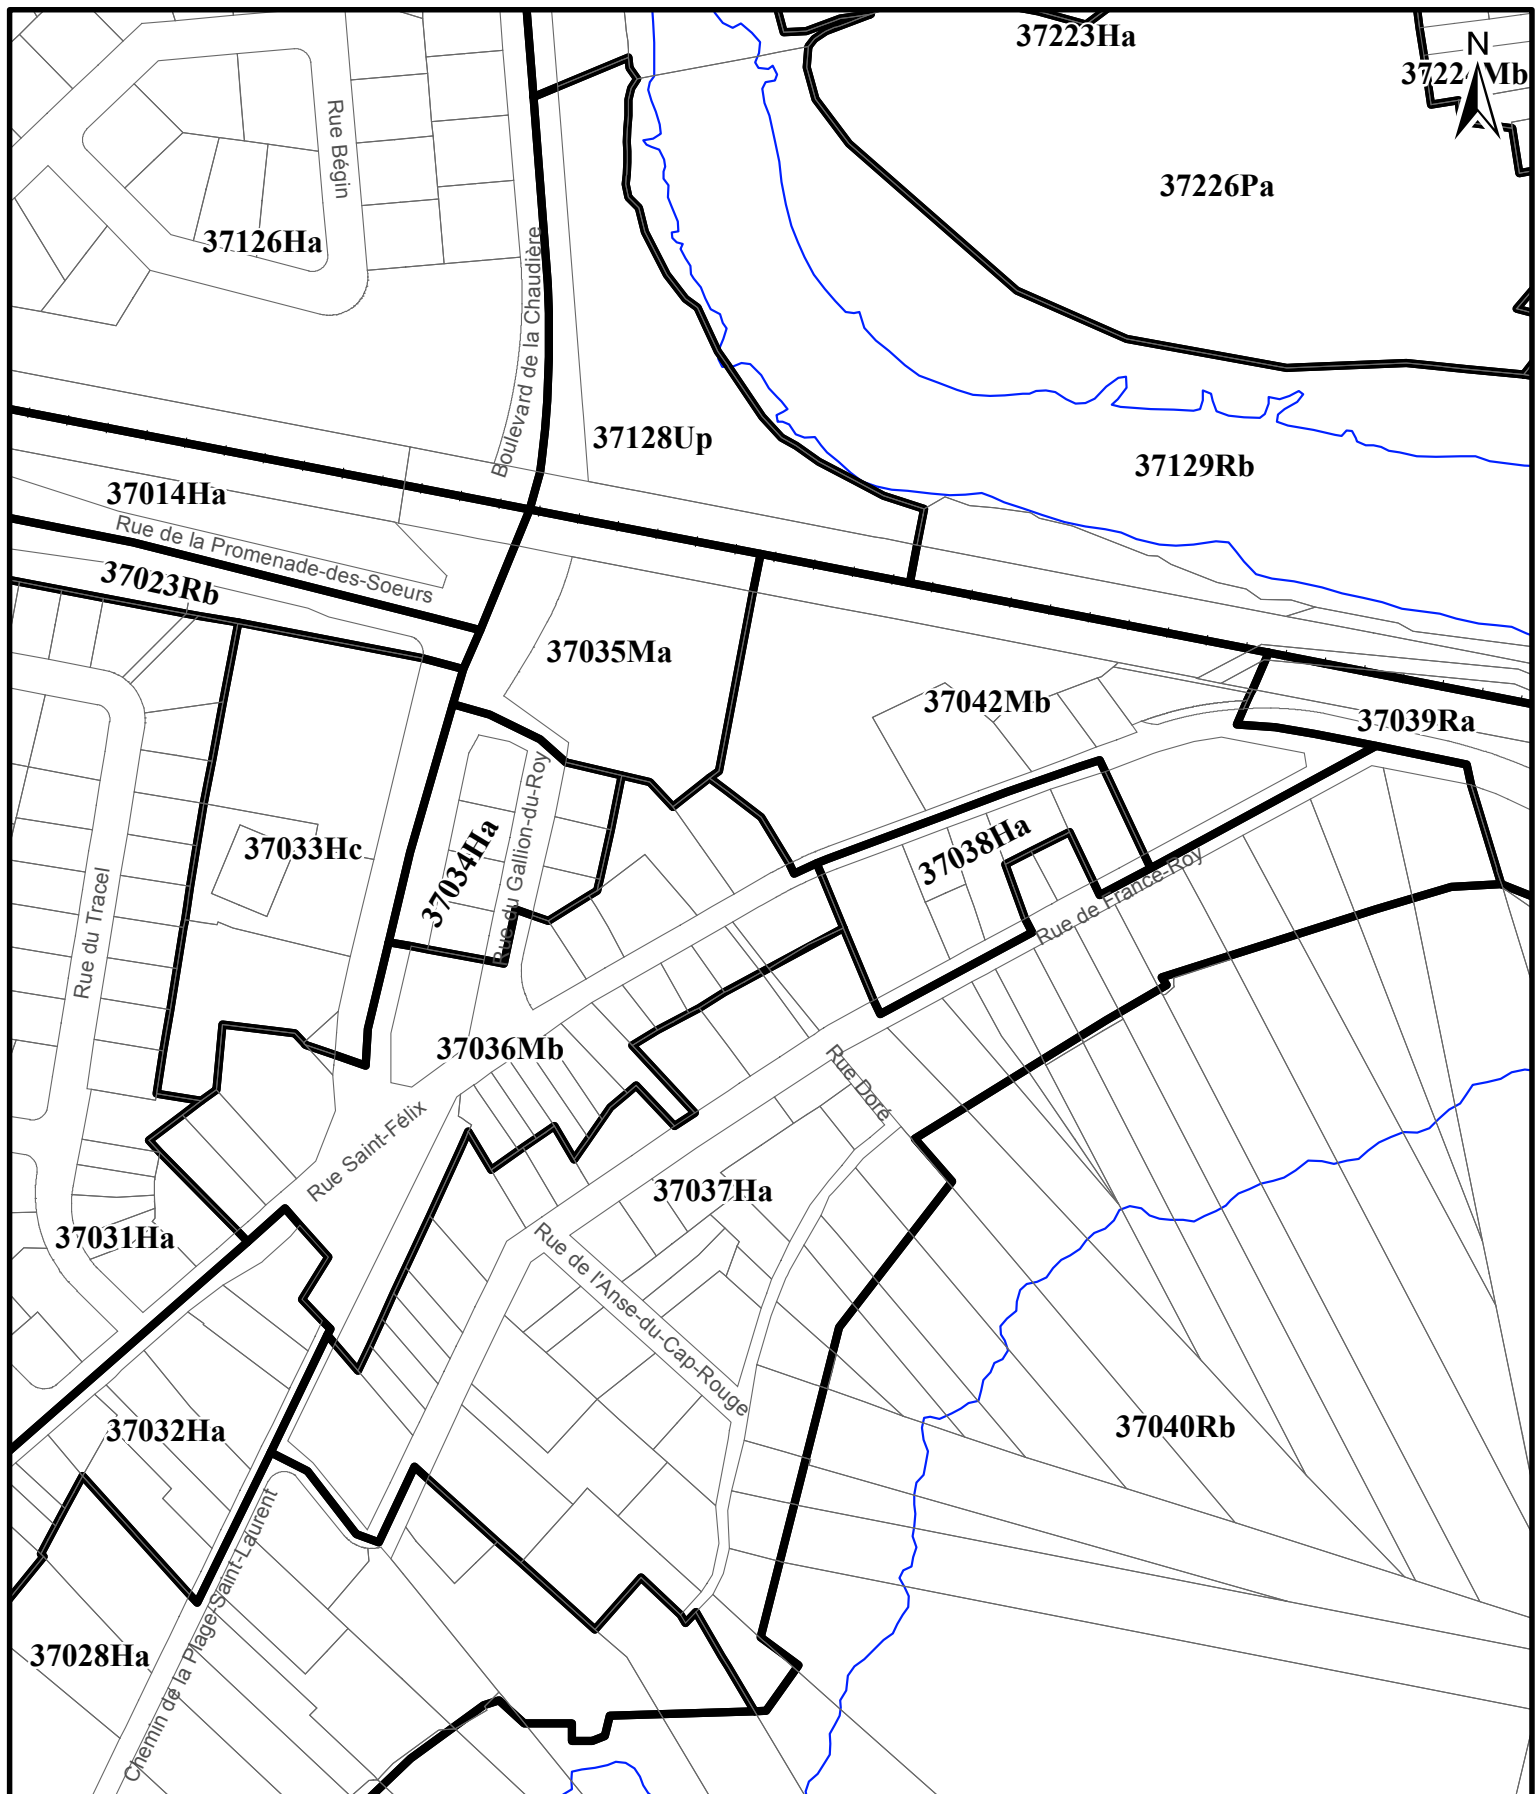 37223Ha
N
37224Mb
Rue Bégin
37226Pa
37126Ha
Boulevard de la Chaudière
37128Up
37129Rb
37014Ha
Rue de la Promenade-des-Soeurs
37023Rb
37035Ma
37042Mb
37039Ra
37033Hc
37034Ha
Rue du Gallion-du-Roy
37038Ha
Rue de France-Roy
Rue du Tracel
37036Mb
Rue Doré
Rue Saint-Félix
37037Ha
37031Ha
Rue de l'Anse-du-Cap-Rouge
37032Ha
37040Rb
Chemin de la Plage-Saint-Laurent
37028Ha